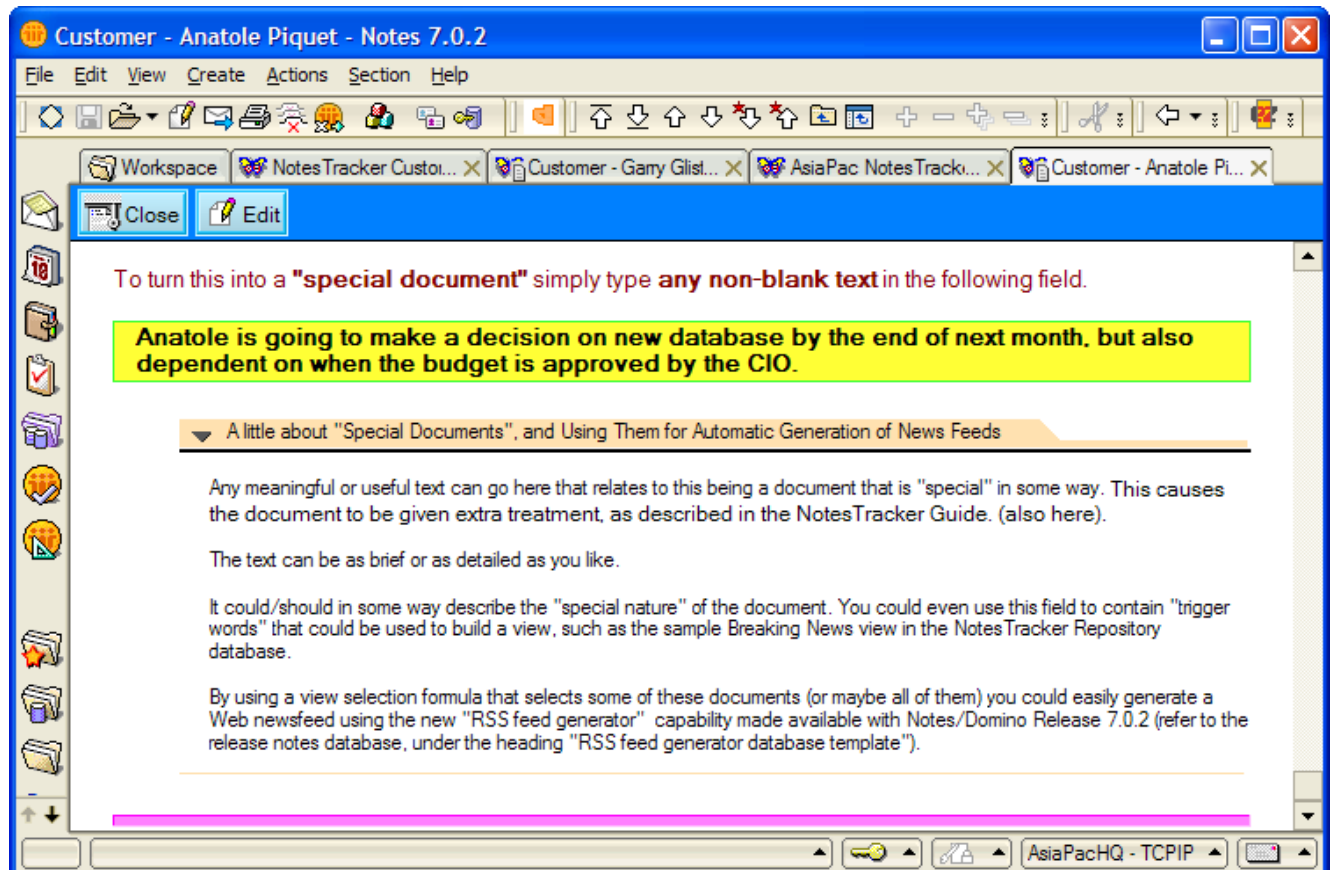 Customer - Anatole Piquet - Notes 7.0.2
File Edit View Create Actions Section Help
Workspace NotesTracker Custo... Customer - Garry Glist... AsiaPac NotesTrack... Customer - Anatole Pi...
Close Edit
To turn this into a "special document" simply type any non-blank text in the following field.
Anatole is going to make a decision on new database by the end of next month, but also
dependent on when the budget is approved by the CIO.
A little about "Special Documents", and Using Them for Automatic Generation of News Feeds
Any meaningful or useful text can go here that relates to this being a document that is "special" in some way. This causes
the document to be given extra treatment, as described in the NotesTracker Guide. (also here).
The text can be as brief or as detailed as you like.
It could/should in some way describe the "special nature" of the document. You could even use this field to contain "trigger
words" that could be used to build a view, such as the sample Breaking News view in the NotesTracker Repository
database.
By using a view selection formula that selects some of these documents (or maybe all of them) you could easily generate a
Web newsfeed using the new "RSS feed generator" capability made available with Notes/Domino Release 7.0.2 (refer to the
release notes database, under the heading "RSS feed generator database template").
AsiaPacHQ - TCPIP